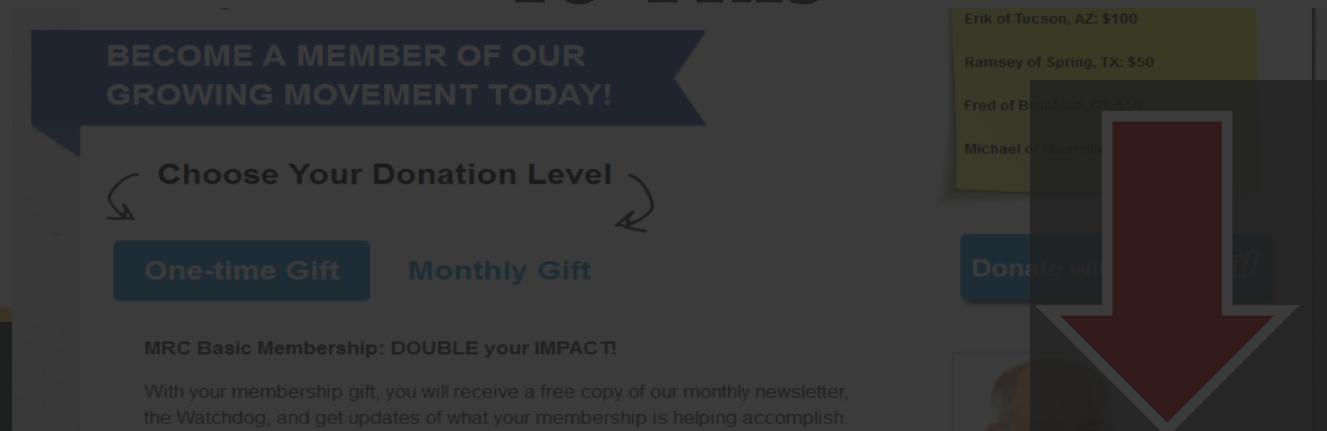 BECOME A MEMBER OF OUR
GROWING MOVEMENT TODAY!
Choose Your Donation Level
One-time Gift
Monthly Gift
MRC Basic Membership: DOUBLE your IMPACT!
With your membership gift, you will receive a free copy of our monthly newsletter,
the Watchdog, and get updates of what your membership is helping accomplish.
Erik of Tucson, AZ: $100
Ramsey of Spring, TX: $50
Fred of Branford, CT: $50
Michael of
Donate